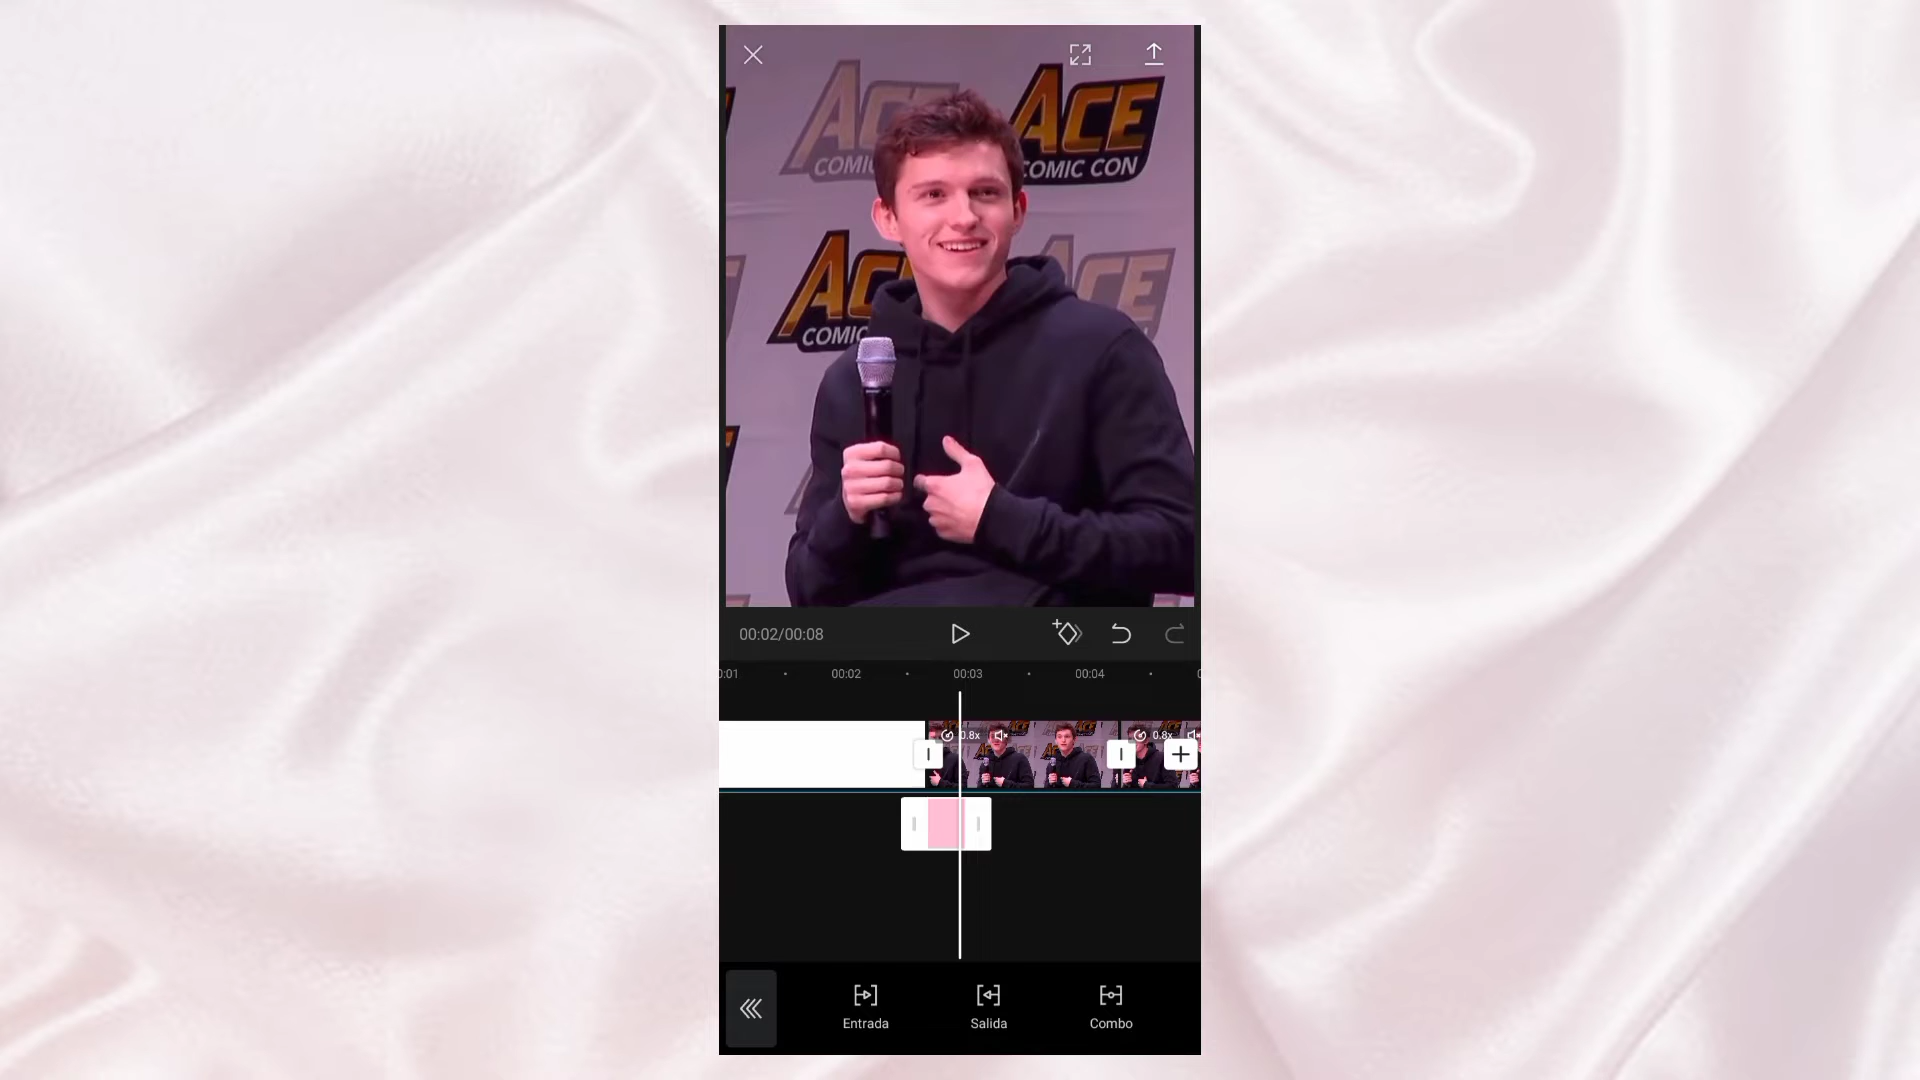 ACE
COMIC
ACE
COMIC CON
ACE
COMIC
ACE
00:02/00:08
0:01
00:02
00:03
00:04
0.8x
0.8x
Entrada
Salida
Combo